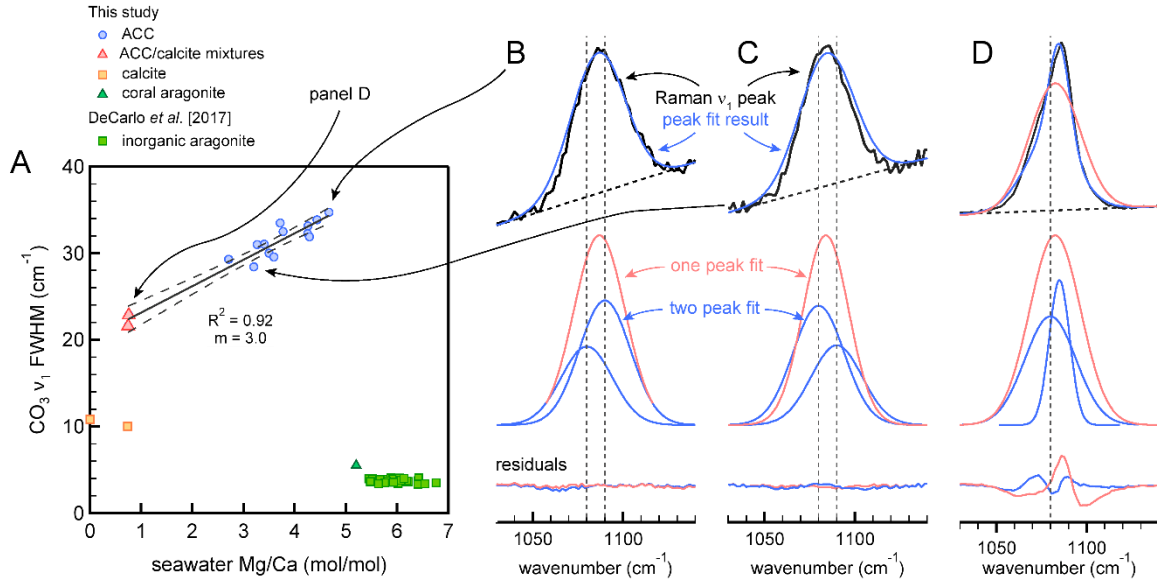 This study
ACC
ACC/calcite mixtures
calcite
coral aragonite
DeCarlo et al. [2017]
inorganic aragonite
panel D
A
B
C
D
Raman ν₁ peak
peak fit result
one peak fit
two peak fit
residuals
R² = 0.92
m = 3.0
CO₃ ν₁ FWHM (cm⁻¹)
40
30
20
10
0
0 1 2 3 4 5 6 7
seawater Mg/Ca (mol/mol)
1050 1100
wavenumber (cm⁻¹)
1050 1100
wavenumber (cm⁻¹)
1050 1100
wavenumber (cm⁻¹)